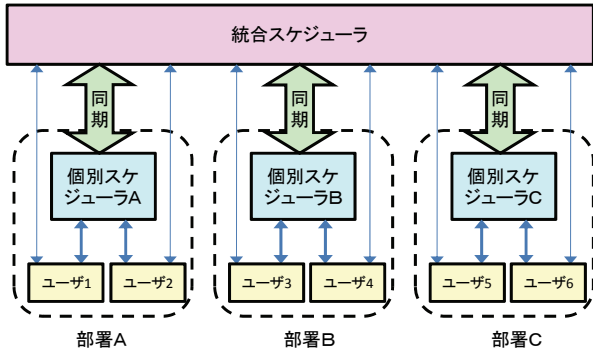 統合スケジューラ
同期
同期
同期
個別スケ
ジューラA
個別スケ
ジューラB
個別スケ
ジューラC
ユーザ1
ユーザ2
ユーザ3
ユーザ4
ユーザ5
ユーザ6
部署A
部署B
部署C